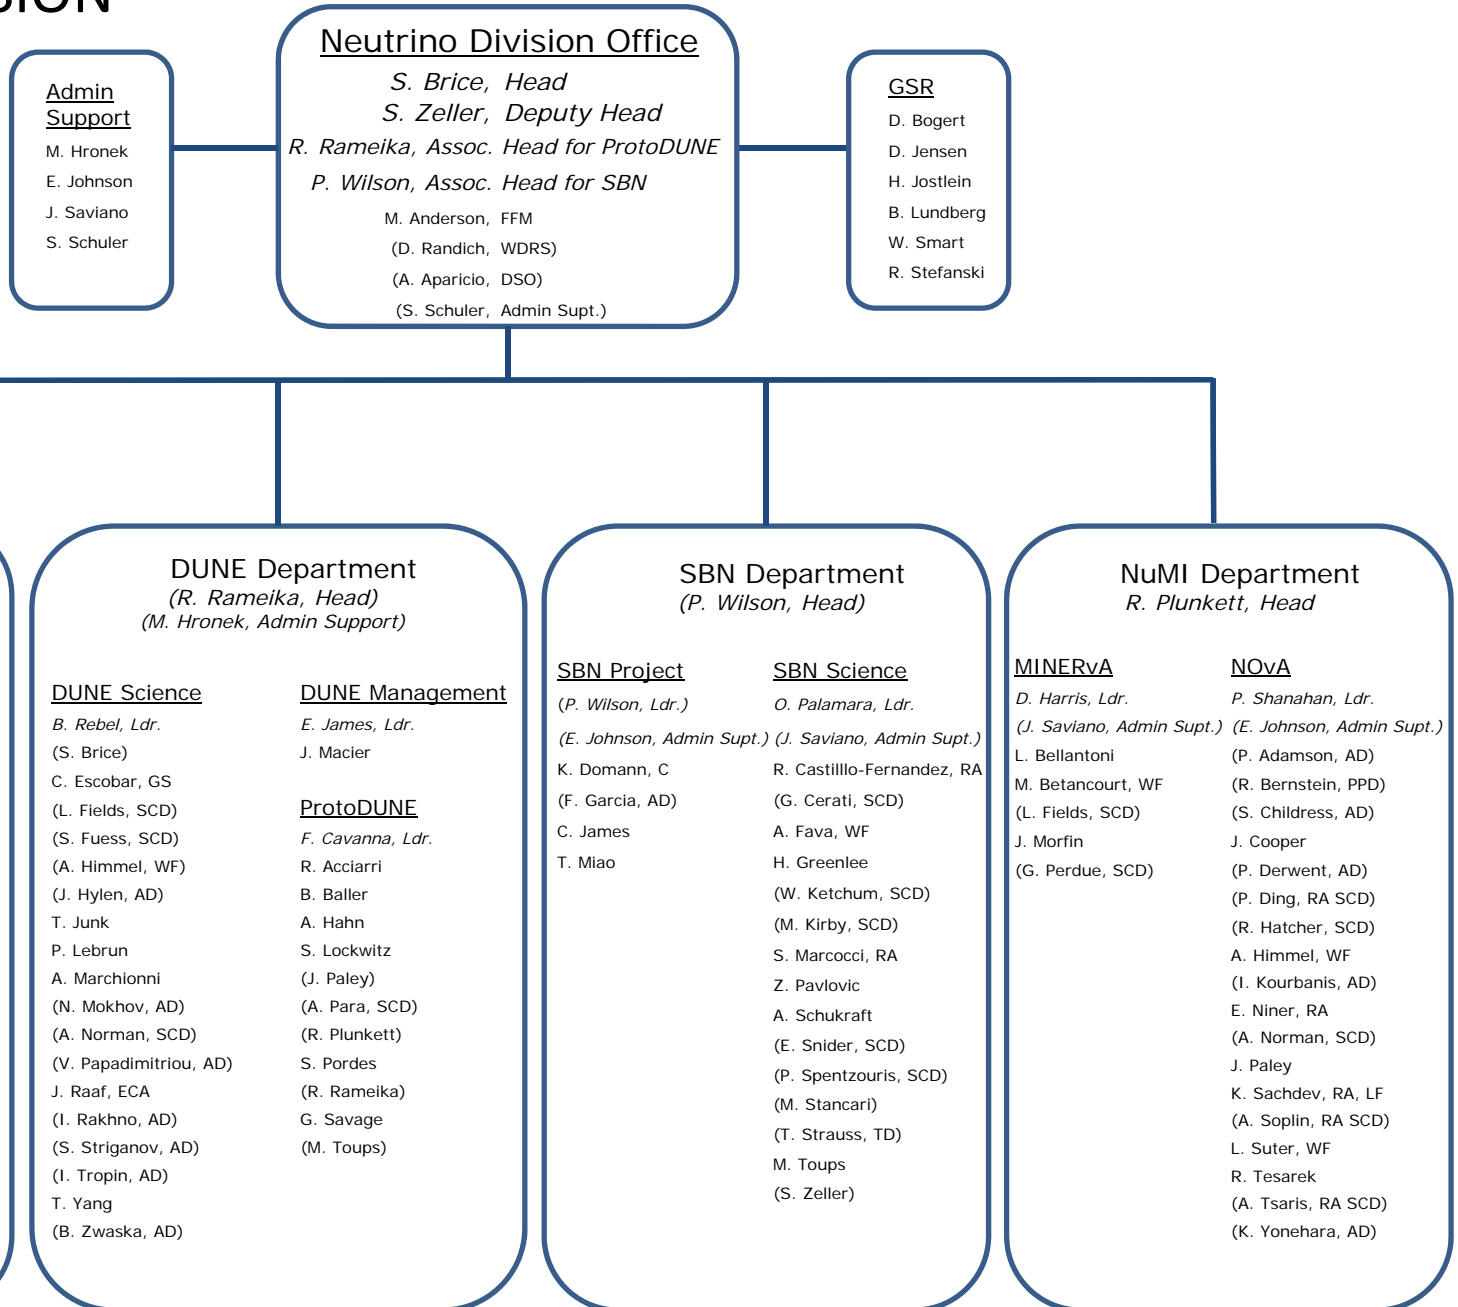 SION
Neutrino Division Office
S. Brice, Head
S. Zeller, Deputy Head
R. Rameika, Assoc. Head for ProtoDUNE
P. Wilson, Assoc. Head for SBN
M. Anderson, FFM
(D. Randich, WDRS)
(A. Aparicio, DSO)
(S. Schuler, Admin Supt.)
Admin
Support
M. Hronek
E. Johnson
J. Saviano
S. Schuler
GSR
D. Bogert
D. Jensen
H. Jostlein
B. Lundberg
W. Smart
R. Stefanski
DUNE Department
(R. Rameika, Head)
(M. Hronek, Admin Support)
DUNE Science
B. Rebel, Ldr.
(S. Brice)
C. Escobar, GS
(L. Fields, SCD)
(S. Fuess, SCD)
(A. Himmel, WF)
(J. Hylen, AD)
T. Junk
P. Lebrun
A. Marchionni
(N. Mokhov, AD)
(A. Norman, SCD)
(V. Papadimitriou, AD)
J. Raaf, ECA
(I. Rakhno, AD)
(S. Striganov, AD)
(I. Tropin, AD)
T. Yang
(B. Zwaska, AD)
DUNE Management
E. James, Ldr.
J. Macier
ProtoDUNE
F. Cavanna, Ldr.
R. Acciarri
B. Baller
A. Hahn
S. Lockwitz
(J. Paley)
(A. Para, SCD)
(R. Plunkett)
S. Pordes
(R. Rameika)
G. Savage
(M. Toups)
SBN Department
(P. Wilson, Head)
SBN Project
(P. Wilson, Ldr.)
(E. Johnson, Admin Supt.)
K. Domann, C
(F. Garcia, AD)
C. James
T. Miao
SBN Science
O. Palamara, Ldr.
(J. Saviano, Admin Supt.)
R. Castilllo-Fernandez, RA
(G. Cerati, SCD)
A. Fava, WF
H. Greenlee
(W. Ketchum, SCD)
(M. Kirby, SCD)
S. Marcocci, RA
Z. Pavlovic
A. Schukraft
(E. Snider, SCD)
(P. Spentzouris, SCD)
(M. Stancari)
(T. Strauss, TD)
M. Toups
(S. Zeller)
NuMI Department
R. Plunkett, Head
MINERvA
D. Harris, Ldr.
(J. Saviano, Admin Supt.)
L. Bellantoni
M. Betancourt, WF
(L. Fields, SCD)
J. Morfin
(G. Perdue, SCD)
NOvA
P. Shanahan, Ldr.
(E. Johnson, Admin Supt.)
(P. Adamson, AD)
(R. Bernstein, PPD)
(S. Childress, AD)
J. Cooper
(P. Derwent, AD)
(P. Ding, RA SCD)
(R. Hatcher, SCD)
A. Himmel, WF
(I. Kourbanis, AD)
E. Niner, RA
(A. Norman, SCD)
J. Paley
K. Sachdev, RA, LF
(A. Soplin, RA SCD)
L. Suter, WF
R. Tesarek
(A. Tsaris, RA SCD)
(K. Yonehara, AD)